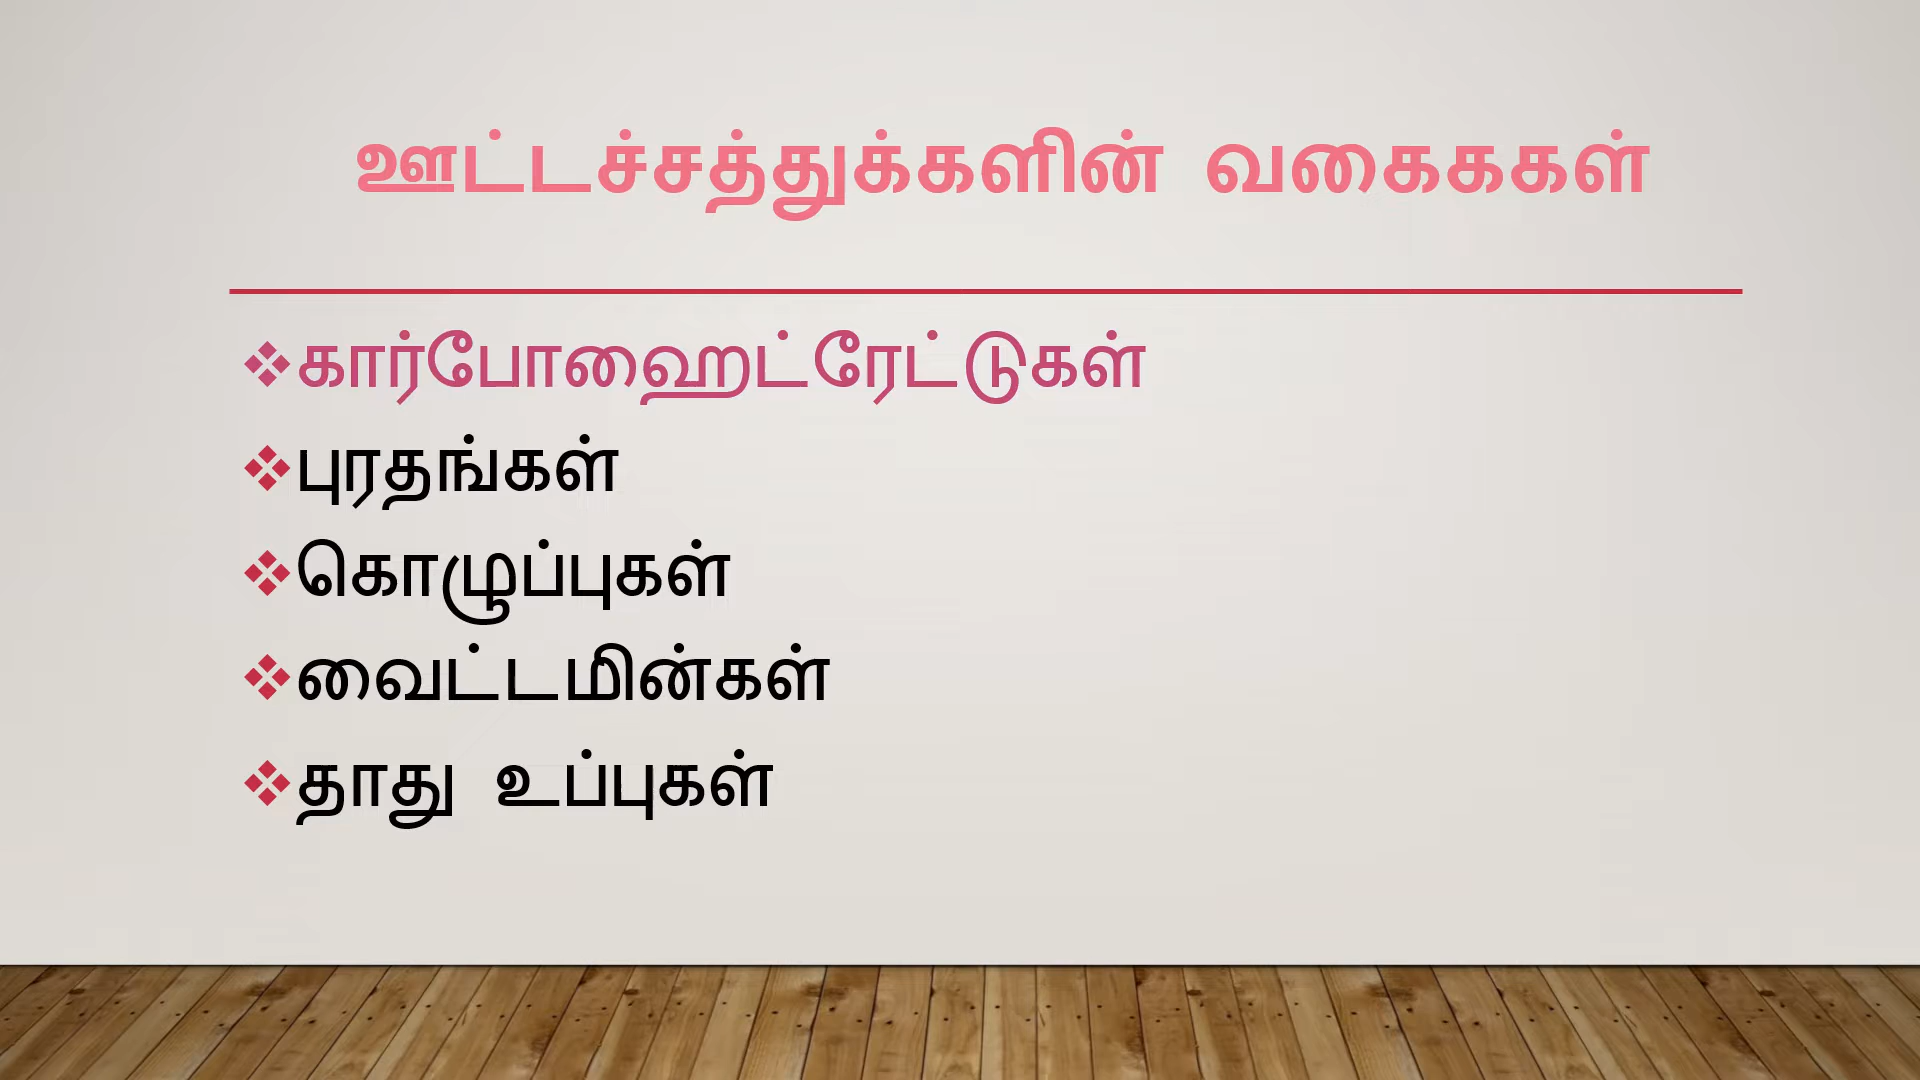 ஊட்டச்சத்துக்களின் வகைககள்
❖கார்போஹைட்ரேட்டுகள்
❖புரதங்கள்
❖கொழுப்புகள்
❖வைட்டமின்கள்
❖தாது உப்புகள்